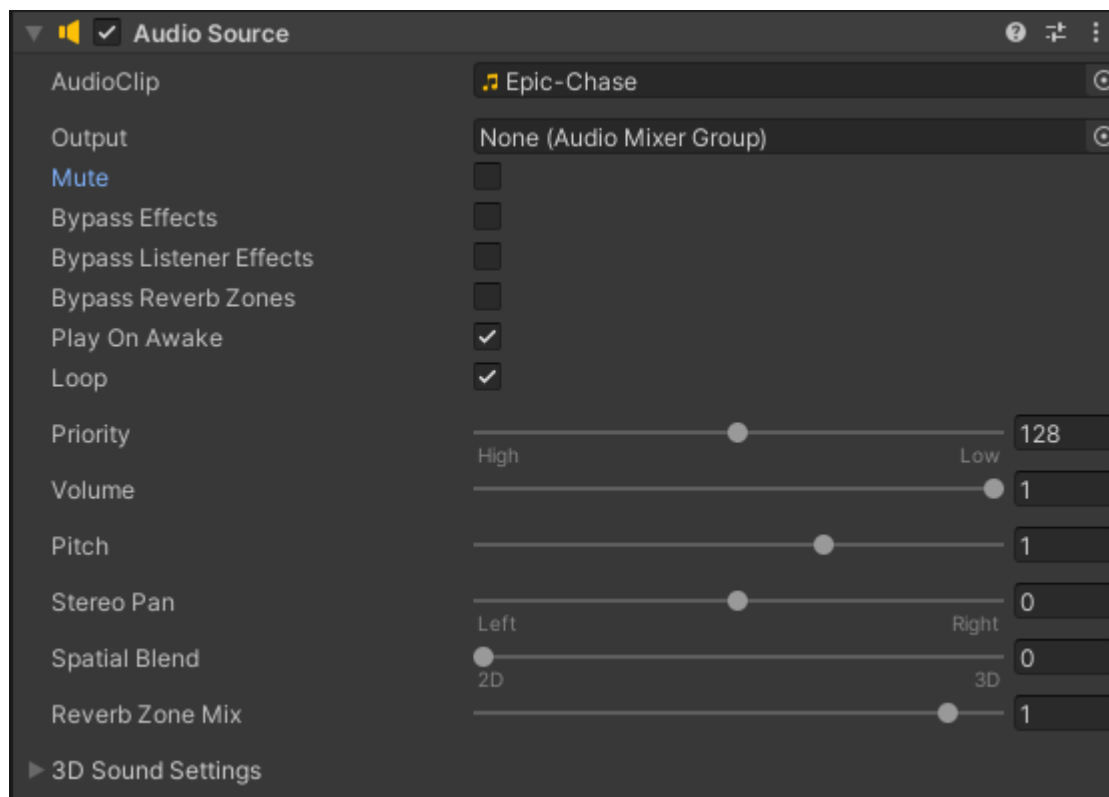 Audio Source
AudioClip Epic-Chase
Output None (Audio Mixer Group)
Mute
Bypass Effects
Bypass Listener Effects
Bypass Reverb Zones
Play On Awake
Loop
Priority 128
High Low
Volume 1
Pitch 1
Stereo Pan 0
Left Right
Spatial Blend 0
2D 3D
Reverb Zone Mix 1
3D Sound Settings